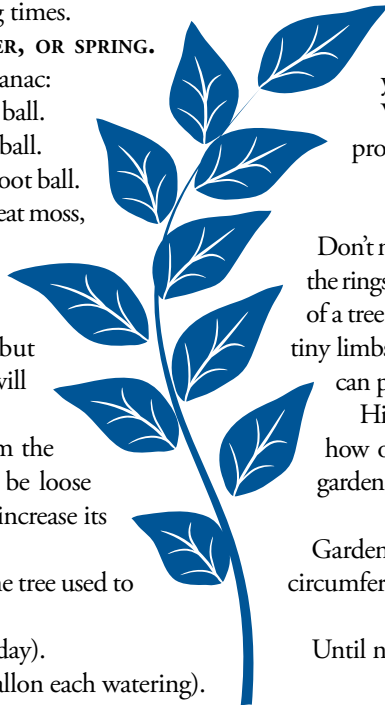 g times.
ER, OR SPRING.
anac:
ball.
ball.
oot ball.
eat moss,
but
will
m the
be loose
increase its
ne tree used to
day).
allon each watering).
y
pro
Don’t
the rings
of a tree
tiny limbs
can p
Hi
how o
garden
Garden
circumfer
Until n